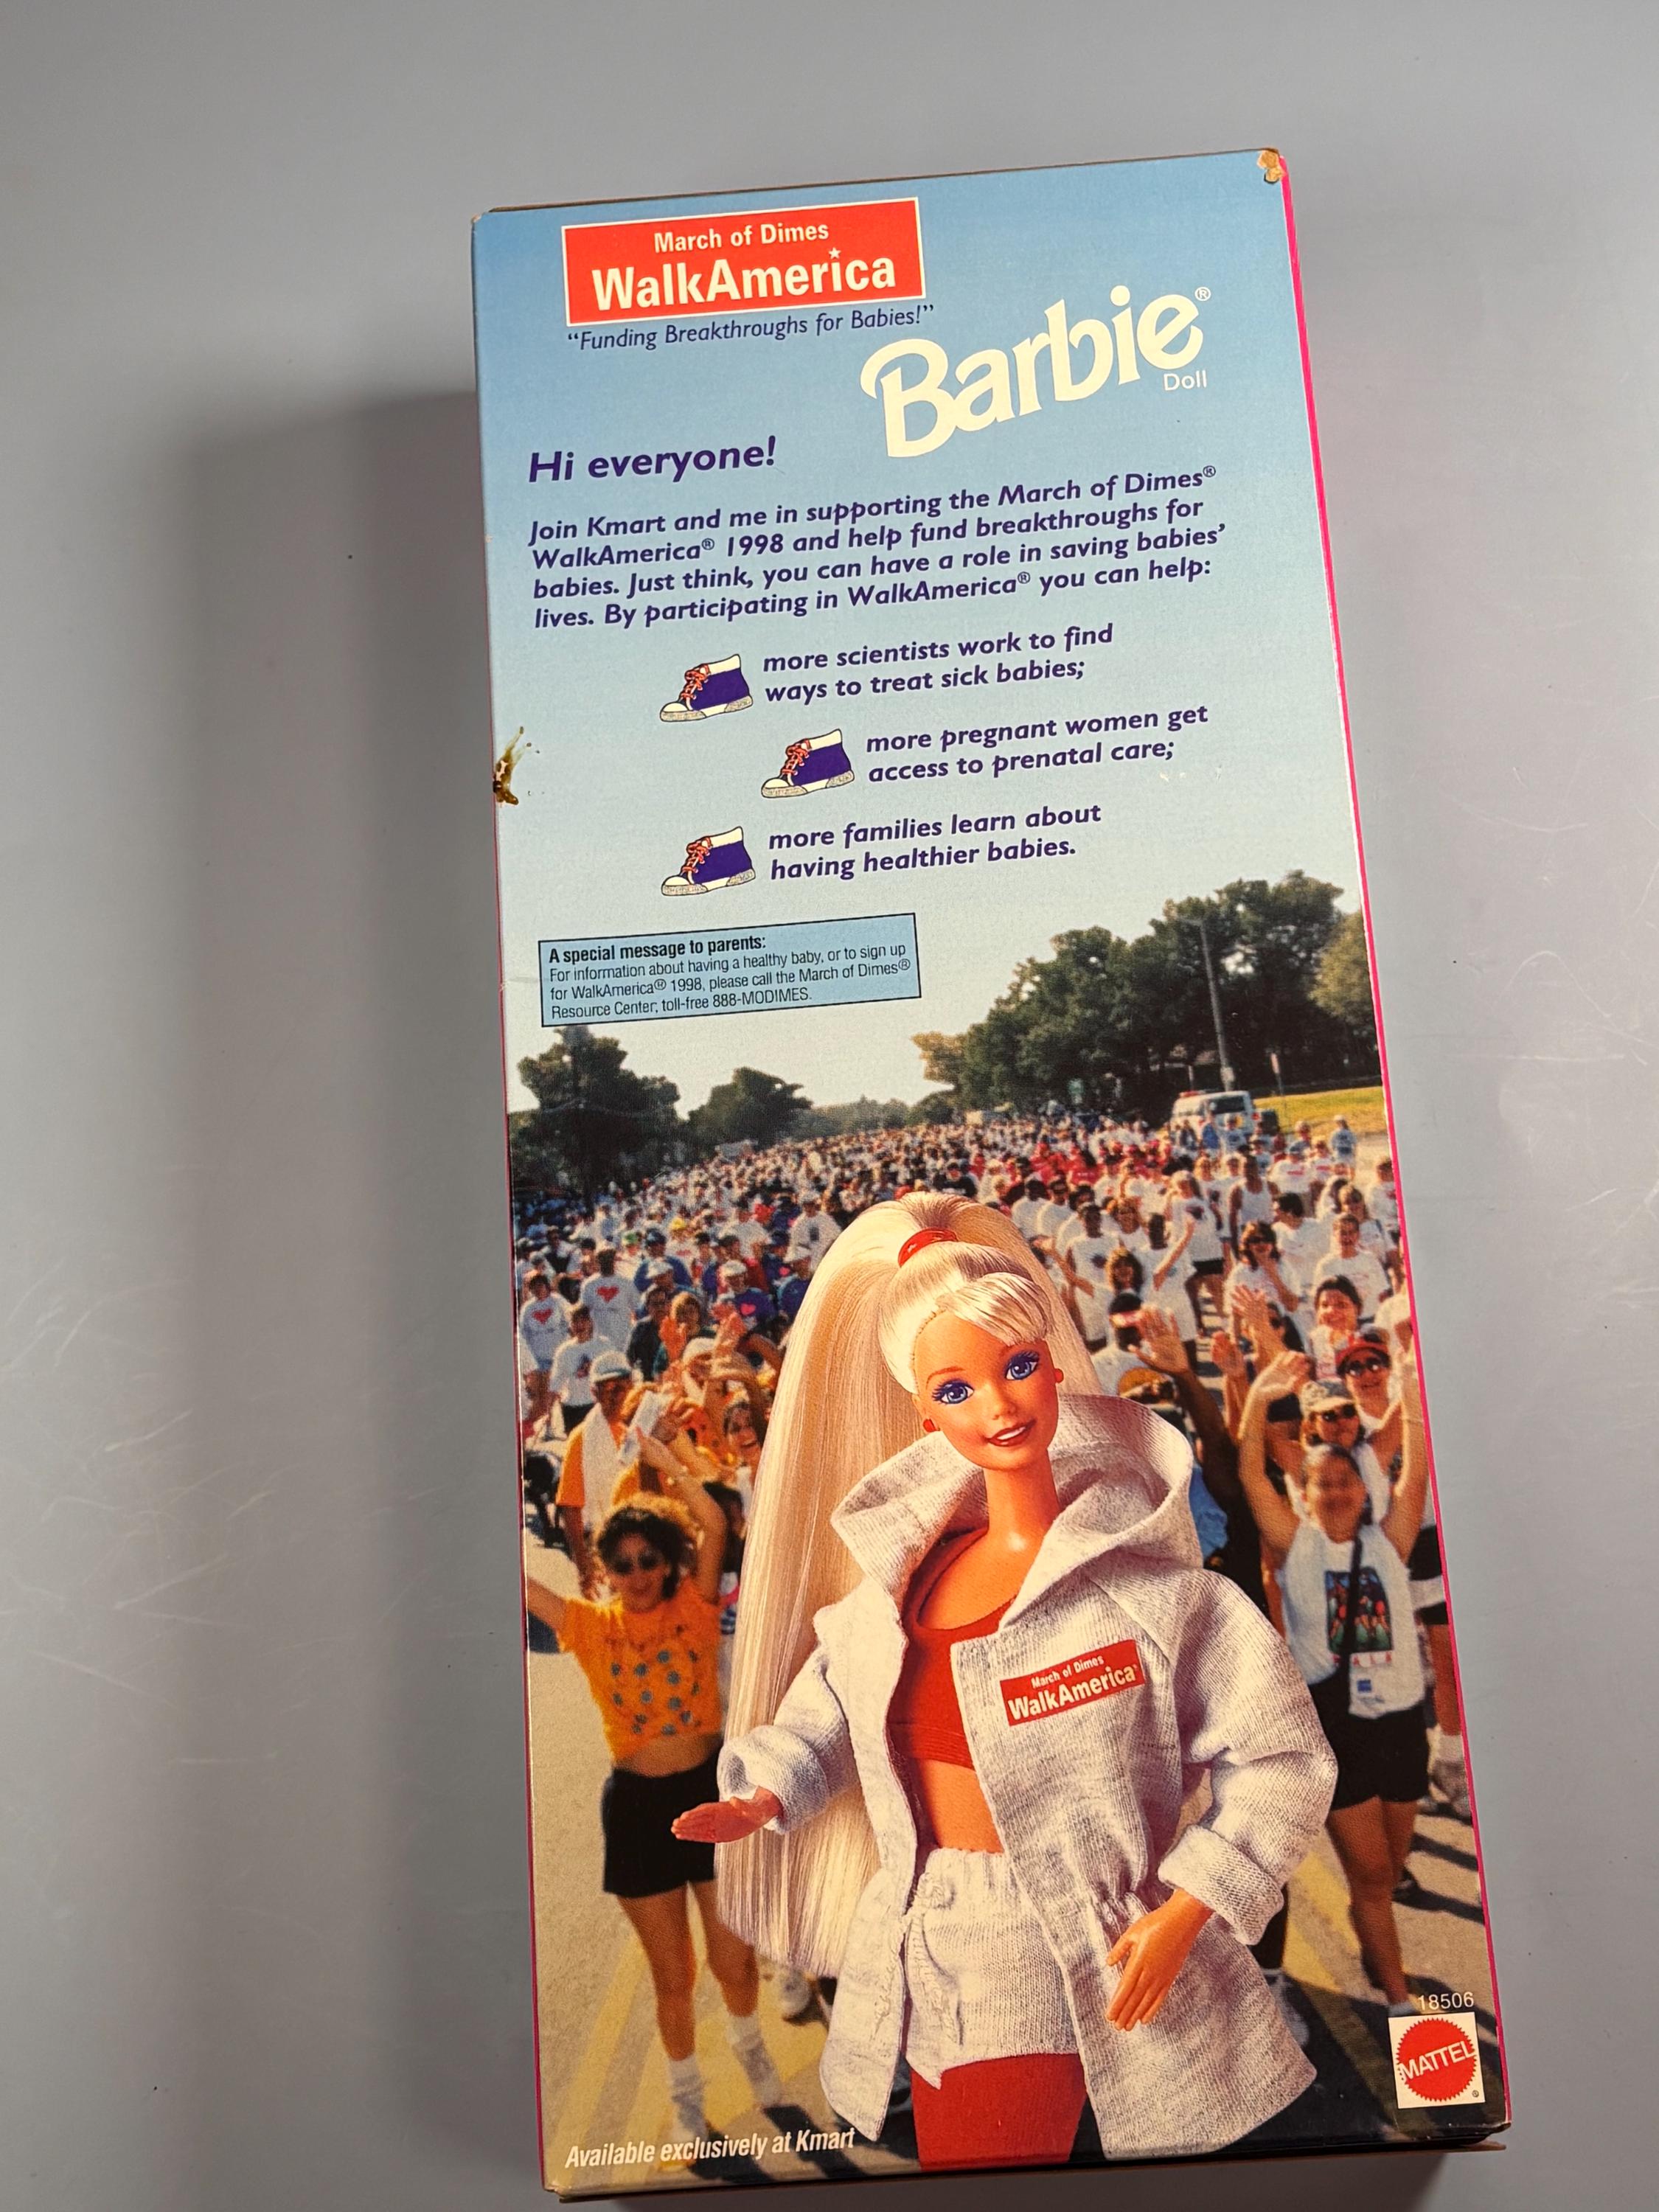 March of Dimes
WalkAmerica
"Funding Breakthroughs for Babies!"
Barbie®
Doll
Hi everyone!
Join Kmart and me in supporting the March of Dimes®
WalkAmerica® 1998 and help fund breakthroughs for
babies. Just think, you can have a role in saving babies'
lives. By participating in WalkAmerica® you can help:
more scientists work to find
ways to treat sick babies;
more pregnant women get
access to prenatal care;
more families learn about
having healthier babies.
A special message to parents:
For information about having a healthy baby, or to sign up
for WalkAmerica® 1998, please call the March of Dimes®
Resource Center, toll-free 888-MODIMES.
March of Dimes
WalkAmerica®
18506
MATTEL
®
Available exclusively at Kmart